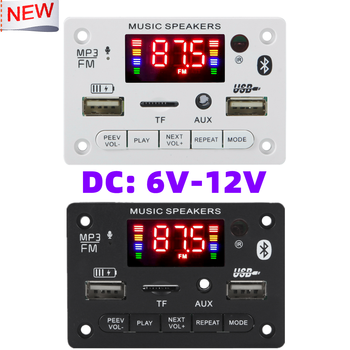 NEW
MUSIC SPEAKERS
MP3
FM
87.5
FM
R
USB
TF
AUX
PEEV
VOL-
PLAY
NEXT
VOL+
REPEAT
MODE
DC: 6V-12V
MUSIC SPEAKERS
MP3
FM
87.5
FM
R
USB
TF
AUX
PEEV
VOL-
PLAY
NEXT
VOL+
REPEAT
MODE